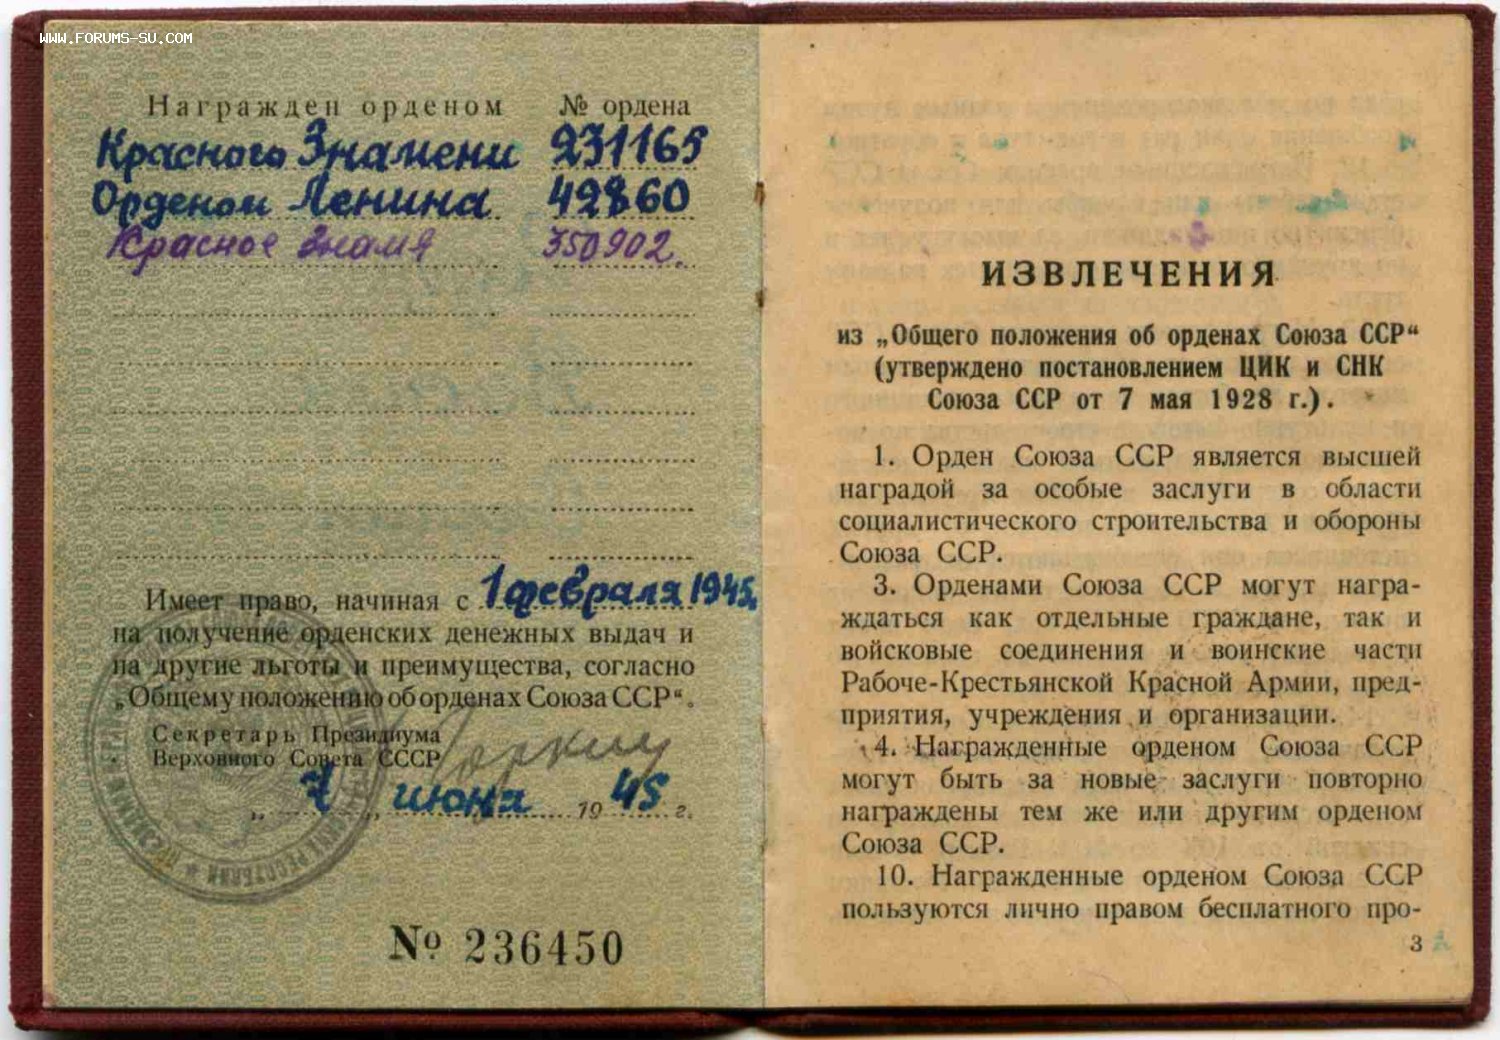 WWW.FORUMS-SU.COM
Награжден орденом № ордена
Красного Знамени 231165
Орденом Ленина 49860
Красное знамя 350902.
Имеет право, начиная с 1 февраля 1945,
на получение орденских денежных выдач и
на другие льготы и преимущества, согласно
„Общему положению об орденах Союза ССР“.
Секретарь Президиума
Верховного Совета СССР Горкин
„ 7 „ июня 1945 г.
№ 236450
ИЗВЛЕЧЕНИЯ
из „Общего положения об орденах Союза ССР“
(утверждено постановлением ЦИК и СНК
Союза ССР от 7 мая 1928 г.).
1. Орден Союза ССР является высшей
наградой за особые заслуги в области
социалистического строительства и обороны
Союза ССР.
3. Орденами Союза ССР могут награ-
ждаться как отдельные граждане, так и
войсковые соединения и воинские части
Рабоче-Крестьянской Красной Армии, пред-
приятия, учреждения и организации.
4. Награжденные орденом Союза ССР
могут быть за новые заслуги повторно
награждены тем же или другим орденом
Союза ССР.
10. Награжденные орденом Союза ССР
пользуются лично правом бесплатного про-
3